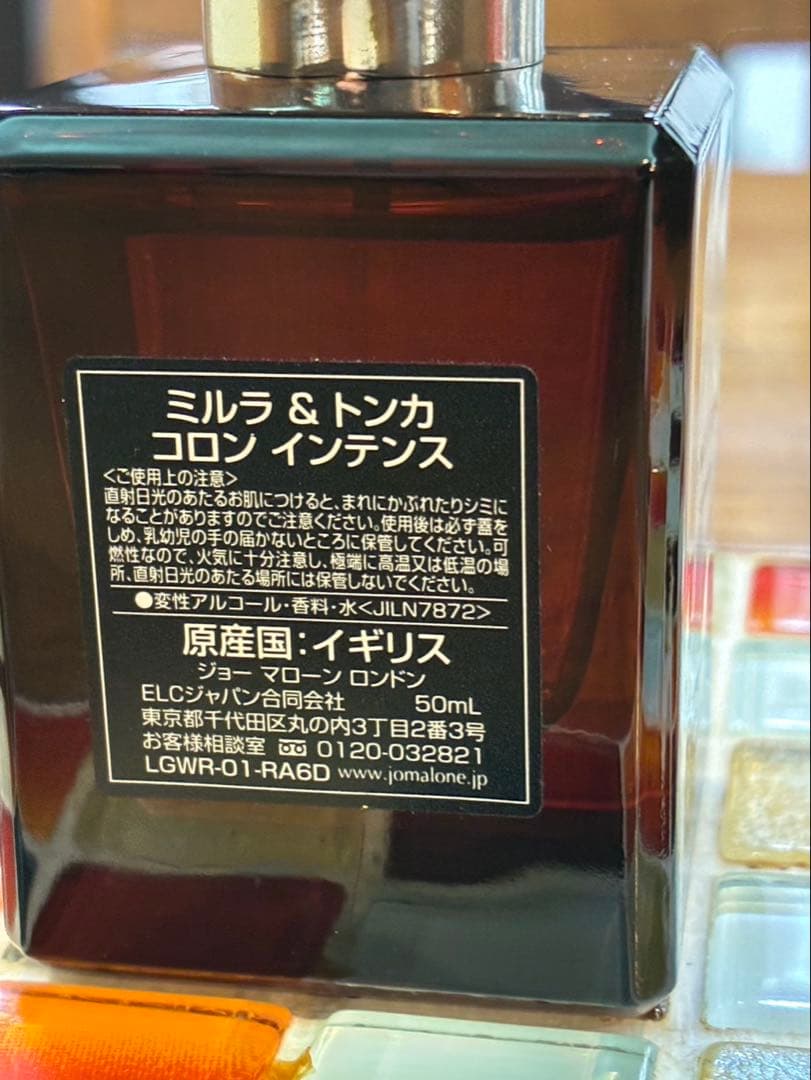 ミルラ & トンカ
コロン インテンス
<ご使用上の注意>
直射日光のあたるお肌につけると、まれにかぶれたりシミに
なることがありますのでご注意ください。使用後は必ず蓋を
しめ、乳幼児の手の届かないところに保管してください。可
燃性なので、火気に十分注意し、極端に高温又は低温の場
所、直射日光のあたる場所には保管しないでください。
●変性アルコール・香料・水<JILN7872>
原産国:イギリス
ジョー マローン ロンドン
ELCジャパン合同会社 50mL
東京都千代田区丸の内3丁目2番3号
お客様相談室 0120-032821
LGWR-01-RA6D www.jomalone.jp